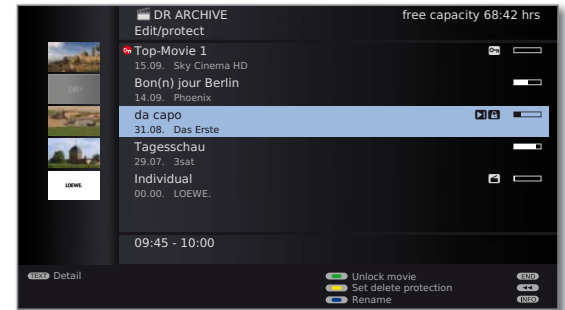 DR ARCHIVE
free capacity 68:42 hrs
Edit/protect
Top-Movie 1
15.09. Sky Cinema HD
DR+
Bon(n) jour Berlin
14.09. Phoenix
da capo
31.08. Das Erste
Tagesschau
29.07. 3sat
Individual
LOEWE.
00.00. LOEWE.
09:45 - 10:00
TEXT Detail
Unlock movie
END
Set delete protection
Rename
INFO